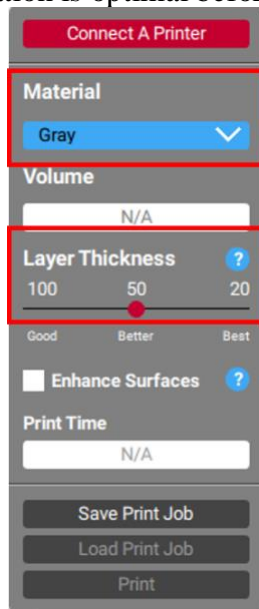 Connect A Printer
Material
Gray
Volume
N/A
Layer Thickness ?
100 50 20
Good Better Best
Enhance Surfaces ?
Print Time
N/A
Save Print Job
Load Print Job
Print